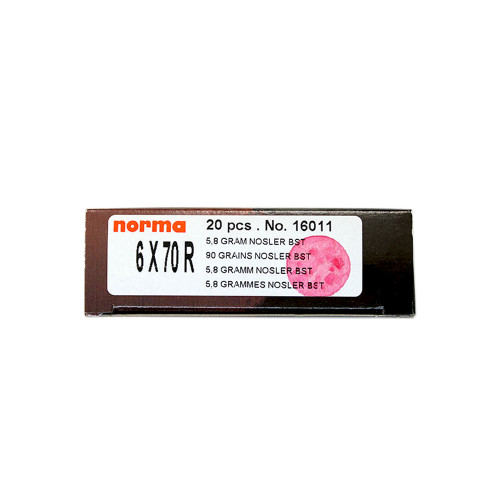 norma
20 pcs . No. 16011
6 X 70 R
5,8 GRAM NOSLER BST
90 GRAINS NOSLER BST
5,8 GRAMM NOSLER BST
5,8 GRAMMES NOSLER BST